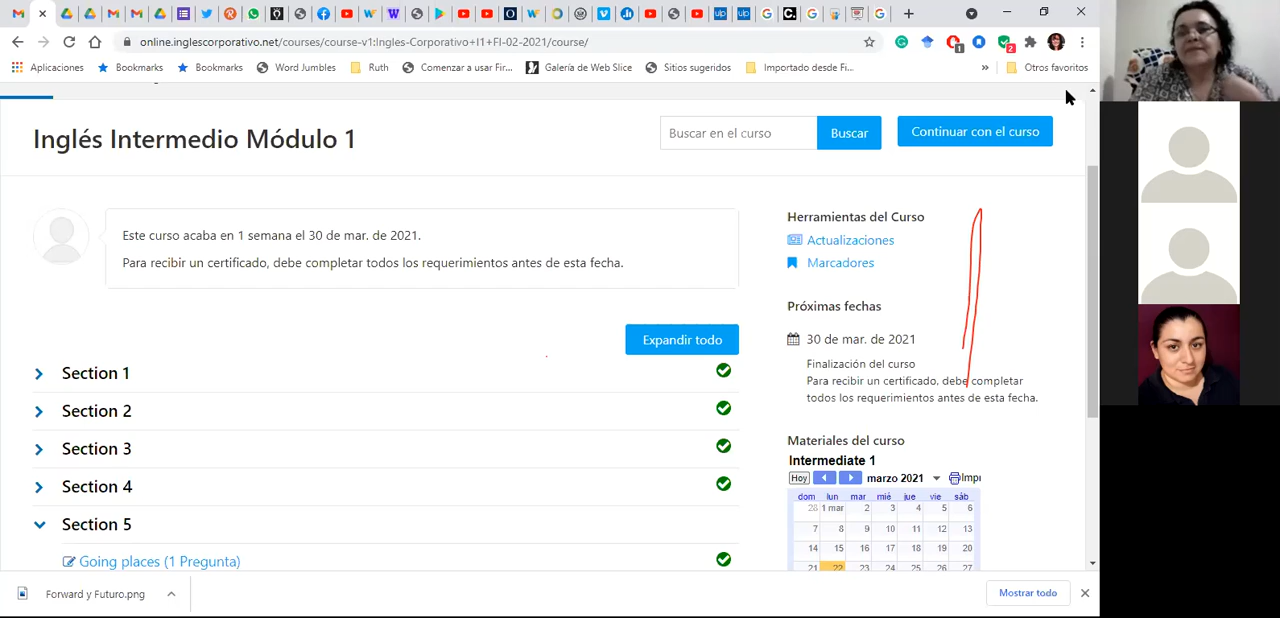 online.inglescorporativo.net/courses/course-v1:Ingles-Corporativo+I1+FI-02-2021/course/
Aplicaciones Bookmarks Bookmarks Word Jumbles Ruth Comenzar a usar Fir... Galería de Web Slice Sitios sugeridos Importado desde Fi... » Otros favoritos
Inglés Intermedio Módulo 1
Buscar en el curso
Buscar
Continuar con el curso
Este curso acaba en 1 semana el 30 de mar. de 2021.
Para recibir un certificado, debe completar todos los requerimientos antes de esta fecha.
Expandir todo
Section 1
Section 2
Section 3
Section 4
Section 5
Going places (1 Pregunta)
Herramientas del Curso
Actualizaciones
Marcadores
Próximas fechas
30 de mar. de 2021
Finalización del curso
Para recibir un certificado, debe completar
todos los requerimientos antes de esta fecha.
Materiales del curso
Intermediate 1
Hoy marzo 2021 Impr
dom lun mar mié jue vie sáb
28 1 mar 2 3 4 5 6
7 8 9 10 11 12 13
14 15 16 17 18 19 20
21 22 23 24 25 26 27
Forward y Futuro.png
Mostrar todo